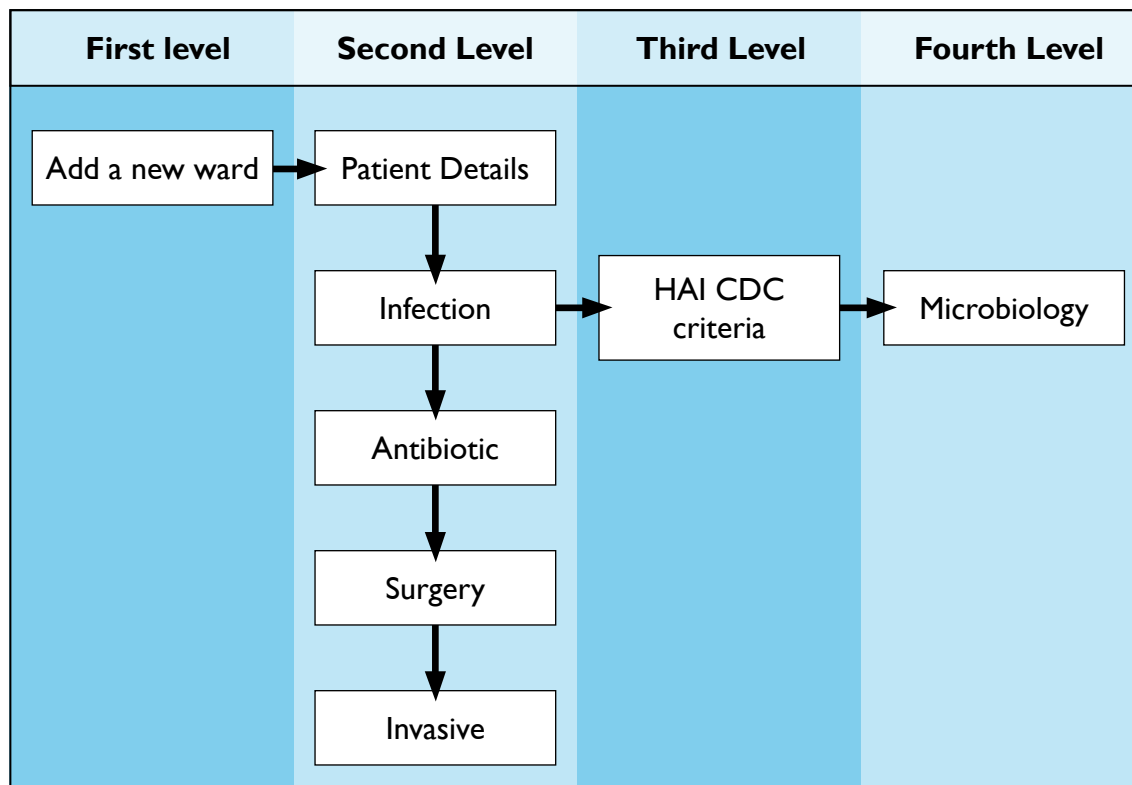 First level
Second Level
Third Level
Fourth Level
Add a new ward
Patient Details
Infection
HAI CDC
criteria
Microbiology
Antibiotic
Surgery
Invasive